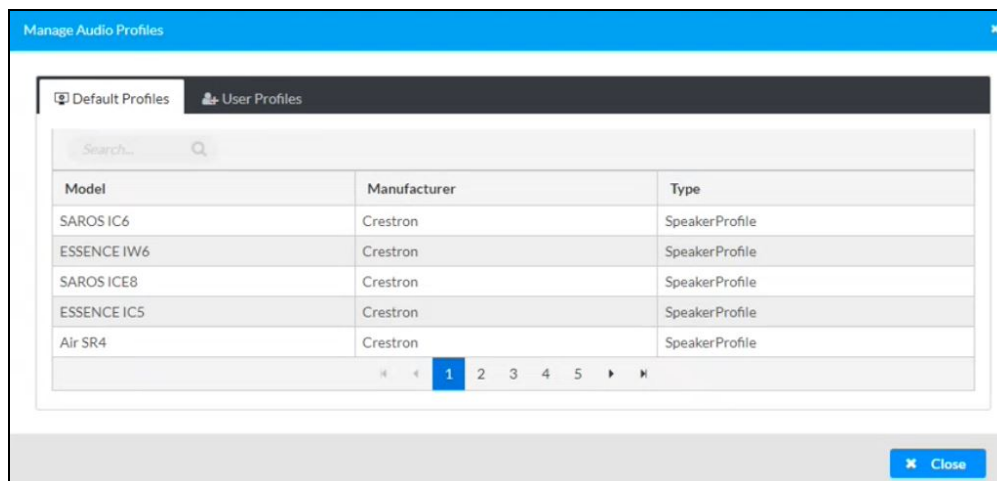 Manage Audio Profiles
Default Profiles User Profiles
Search...
Model Manufacturer Type
SAROS IC6 Crestron SpeakerProfile
ESSENCE IW6 Crestron SpeakerProfile
SAROS ICE8 Crestron SpeakerProfile
ESSENCE IC5 Crestron SpeakerProfile
Air SR4 Crestron SpeakerProfile
1 2 3 4 5
Close